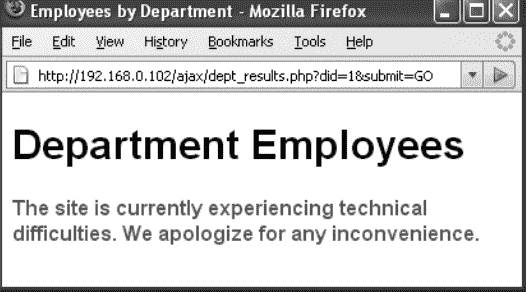 Employees by Department - Mozilla Firefox
File Edit View History Bookmarks Tools Help
http://192.168.0.102/ajax/dept_results.php?did=1&submit=GO
Department Employees
The site is currently experiencing technical
difficulties. We apologize for any inconvenience.